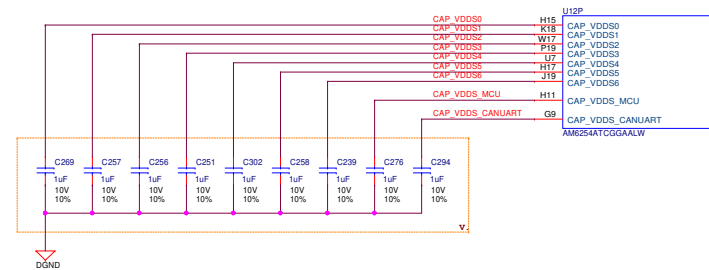 U12P
CAP_VDDS0 H15 CAP_VDDS0
CAP_VDDS1 K18 CAP_VDDS1
CAP_VDDS2 W17 CAP_VDDS2
CAP_VDDS3 P19 CAP_VDDS3
CAP_VDDS4 U7 CAP_VDDS4
CAP_VDDS5 H17 CAP_VDDS5
CAP_VDDS6 J19 CAP_VDDS6
CAP_VDDS_MCU H11 CAP_VDDS_MCU
CAP_VDDS_CANUART G9 CAP_VDDS_CANUART
AM6254ATCGGAALW
C269 C257 C256 C251 C302 C258 C239 C276 C294
1uF 1uF 1uF 1uF 1uF 1uF 1uF 1uF 1uF
10V 10V 10V 10V 10V 10V 10V 10V 10V
10% 10% 10% 10% 10% 10% 10% 10% 10%
V.
DGND